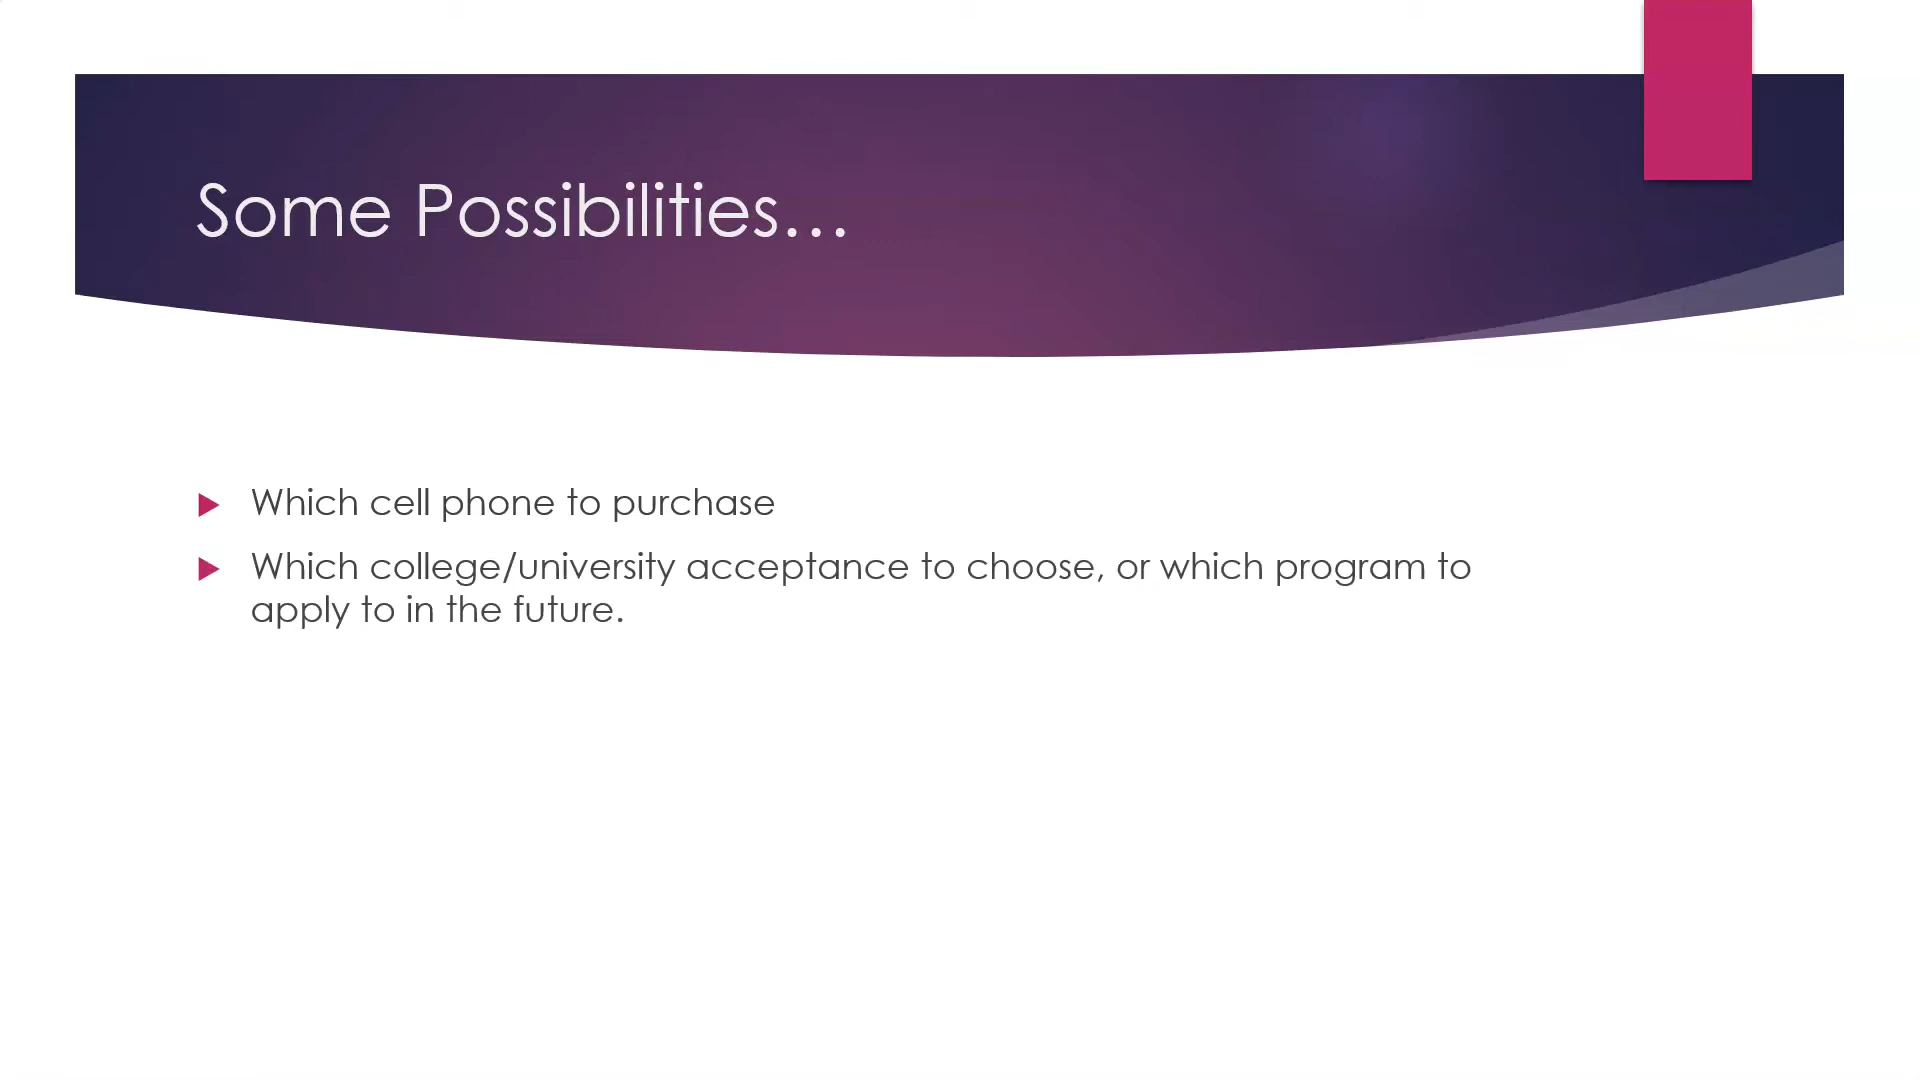 Some Possibilities...
Which cell phone to purchase
Which college/university acceptance to choose, or which program to
apply to in the future.